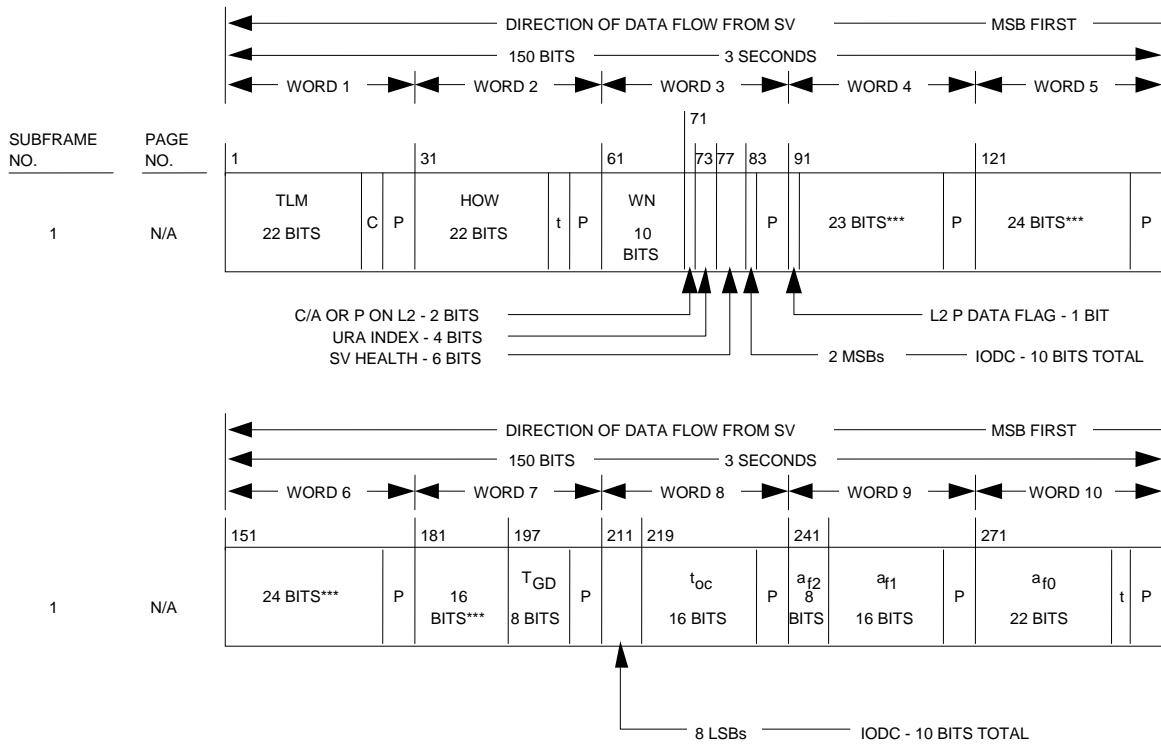 DIRECTION OF DATA FLOW FROM SV MSB FIRST
150 BITS 3 SECONDS
WORD 1 WORD 2 WORD 3 WORD 4 WORD 5
SUBFRAME NO.
PAGE NO.
71
1 31 61 73 77 83 91 121
1
N/A
TLM
22 BITS
C
P
HOW
22 BITS
t
P
WN
10
BITS
P
23 BITS***
P
24 BITS***
P
C/A OR P ON L2 - 2 BITS
URA INDEX - 4 BITS
SV HEALTH - 6 BITS
L2 P DATA FLAG - 1 BIT
2 MSBs IODC - 10 BITS TOTAL
DIRECTION OF DATA FLOW FROM SV MSB FIRST
150 BITS 3 SECONDS
WORD 6 WORD 7 WORD 8 WORD 9 WORD 10
151 181 197 211 219 241 271
1
N/A
24 BITS***
P
16
BITS***
TGD
8 BITS
P
toc
16 BITS
P
af2
8
BITS
af1
16 BITS
P
af0
22 BITS
t
P
8 LSBs IODC - 10 BITS TOTAL